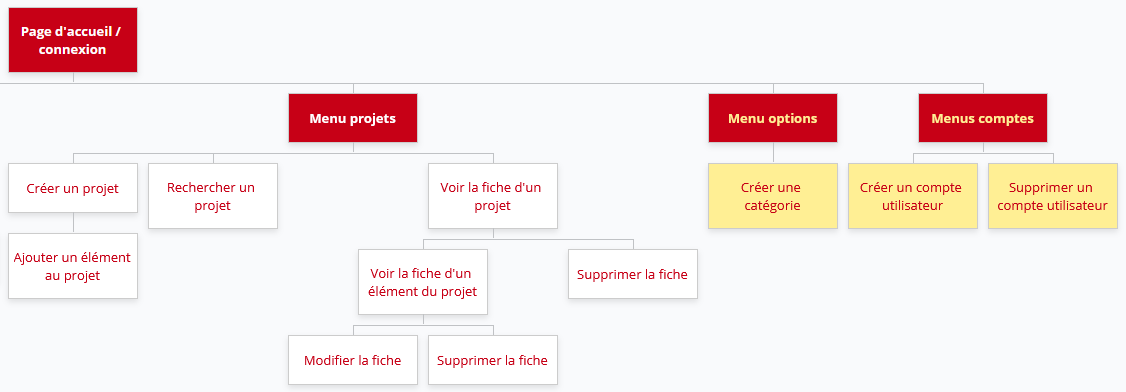 Page d'accueil /
connexion
Menu projets
Menu options
Menus comptes
Créer un projet
Rechercher un
projet
Voir la fiche d'un
projet
Créer une
catégorie
Créer un compte
utilisateur
Supprimer un
compte utilisateur
Ajouter un élément
au projet
Voir la fiche d'un
élément du projet
Supprimer la fiche
Modifier la fiche
Supprimer la fiche